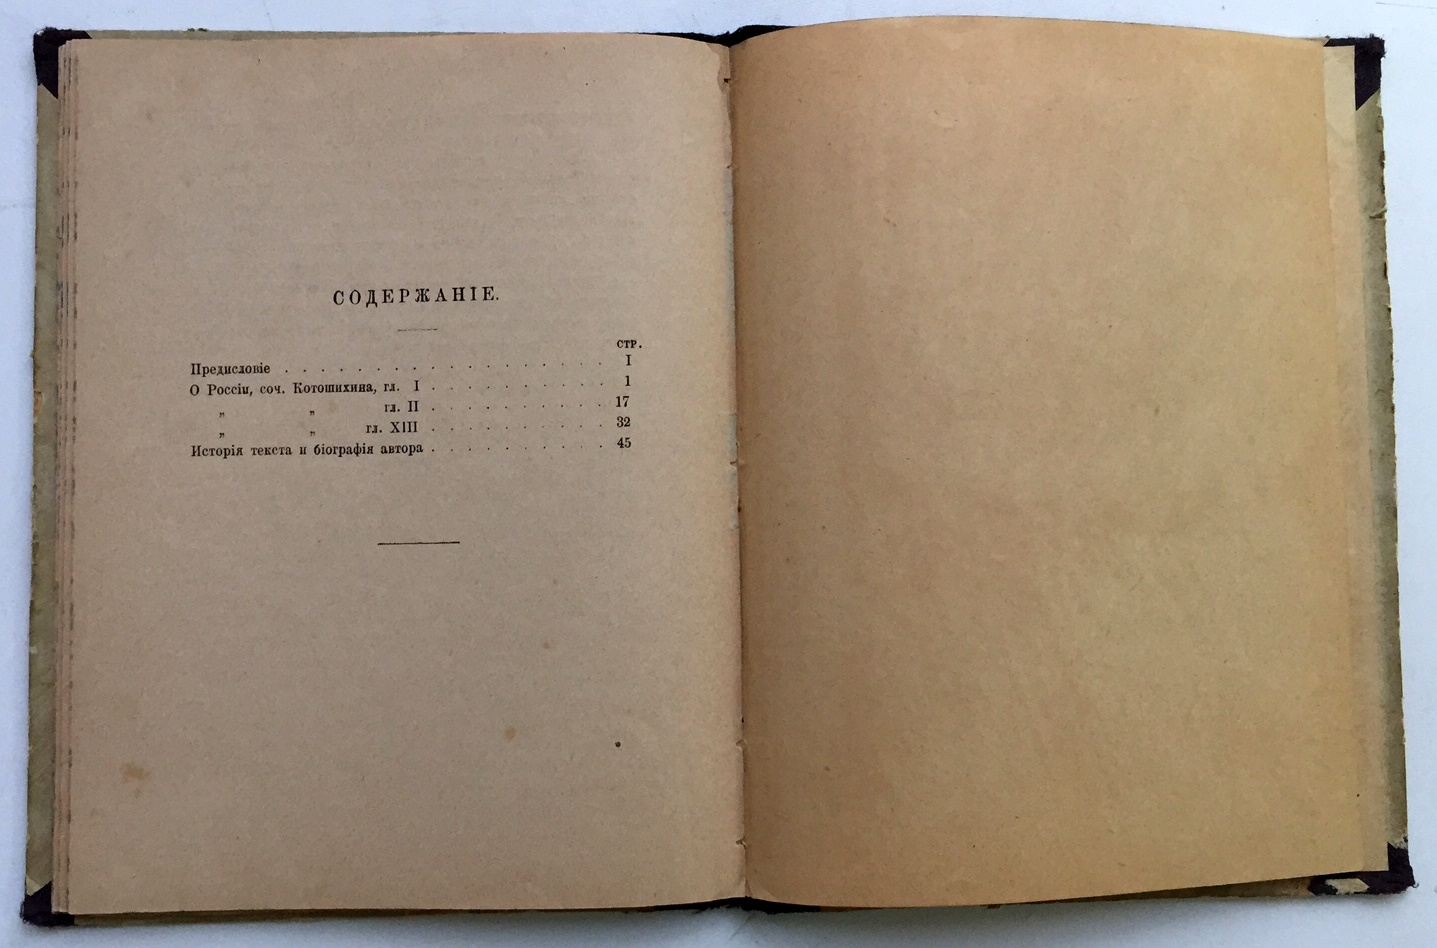 СОДЕРЖАНІЕ.
СТР.
Предисловіе . . . . . . . . . . . . . . . . . . I
О Россіи, соч. Котошихина, гл. I . . . . . . . . . . 1
„ „ гл. II . . . . . . . . . . 17
„ „ гл. XIII . . . . . . . . . . 32
Исторія текста и біографія автора . . . . . . . . . . 45